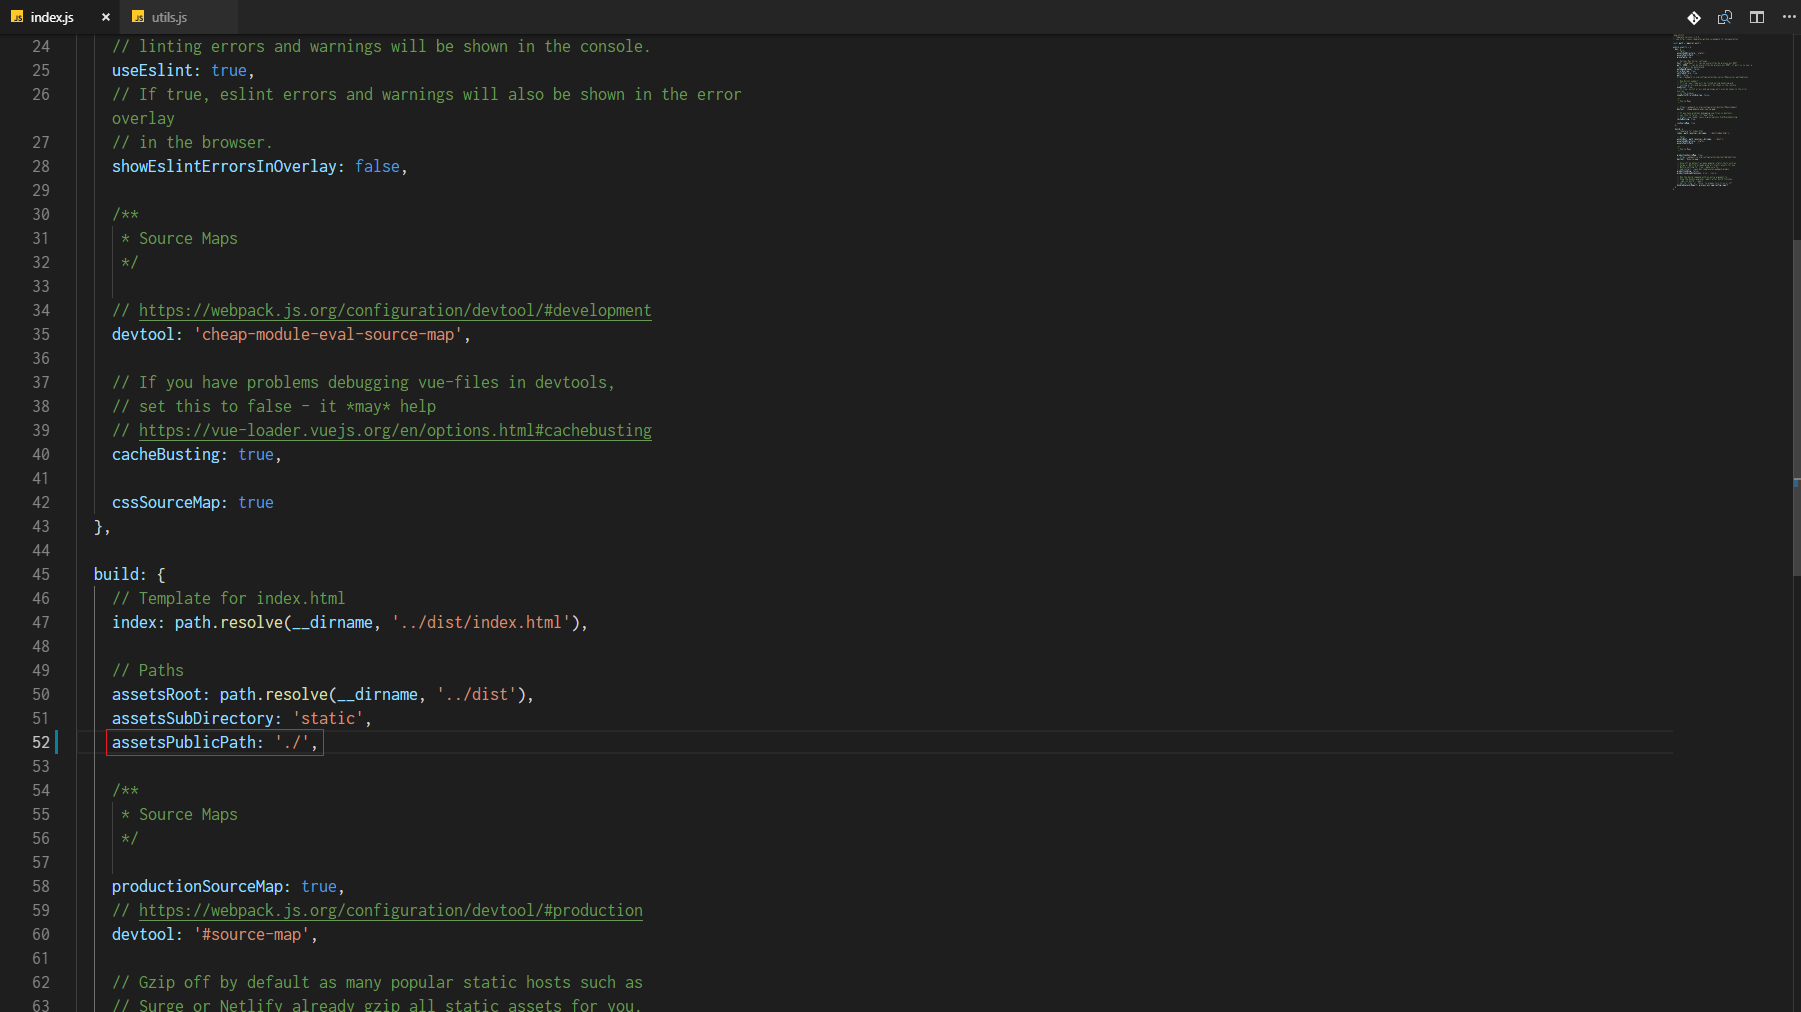 JS index.js × JS utils.js
24 // linting errors and warnings will be shown in the console.
25 useEslint: true,
26 // If true, eslint errors and warnings will also be shown in the error
overlay
27 // in the browser.
28 showEslintErrorsInOverlay: false,
29
30 /**
31 * Source Maps
32 */
33
34 // https://webpack.js.org/configuration/devtool/#development
35 devtool: 'cheap-module-eval-source-map',
36
37 // If you have problems debugging vue-files in devtools,
38 // set this to false - it *may* help
39 // https://vue-loader.vuejs.org/en/options.html#cachebusting
40 cacheBusting: true,
41
42 cssSourceMap: true
43 },
44
45 build: {
46 // Template for index.html
47 index: path.resolve(__dirname, '../dist/index.html'),
48
49 // Paths
50 assetsRoot: path.resolve(__dirname, '../dist'),
51 assetsSubDirectory: 'static',
52 assetsPublicPath: './',
53
54 /**
55 * Source Maps
56 */
57
58 productionSourceMap: true,
59 // https://webpack.js.org/configuration/devtool/#production
60 devtool: '#source-map',
61
62 // Gzip off by default as many popular static hosts such as
63 // Surge or Netlify already gzip all static assets for you.